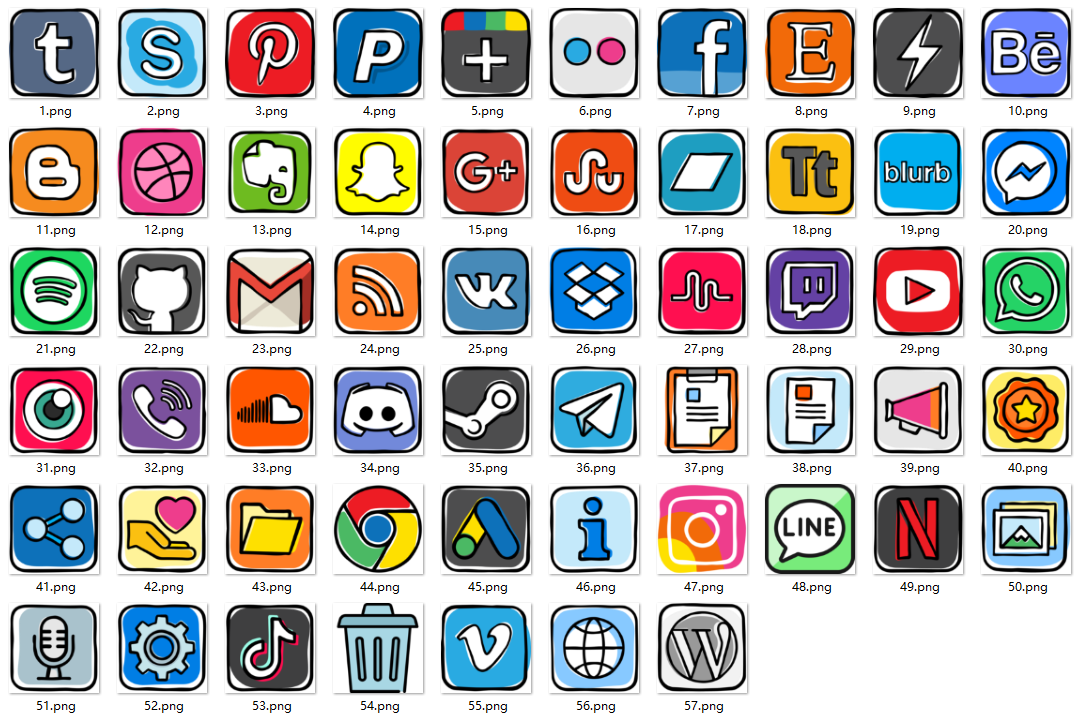 t S P P + f E Bē
1.png 2.png 3.png 4.png 5.png 6.png 7.png 8.png 9.png 10.png
B G+ Tt blurb
11.png 12.png 13.png 14.png 15.png 16.png 17.png 18.png 19.png 20.png
21.png 22.png 23.png 24.png 25.png 26.png 27.png 28.png 29.png 30.png
31.png 32.png 33.png 34.png 35.png 36.png 37.png 38.png 39.png 40.png
i LINE N
41.png 42.png 43.png 44.png 45.png 46.png 47.png 48.png 49.png 50.png
V W
51.png 52.png 53.png 54.png 55.png 56.png 57.png